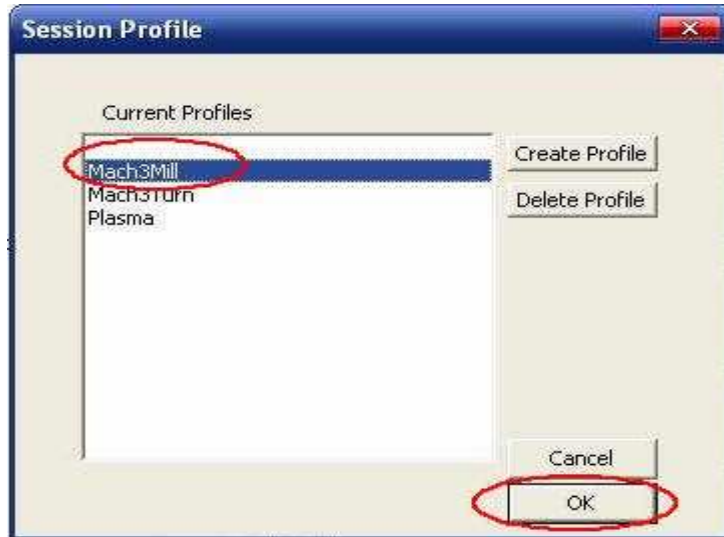 Session Profile
Current Profiles
Mach3Mill
Mach3Turn
Plasma
Create Profile
Delete Profile
Cancel
OK